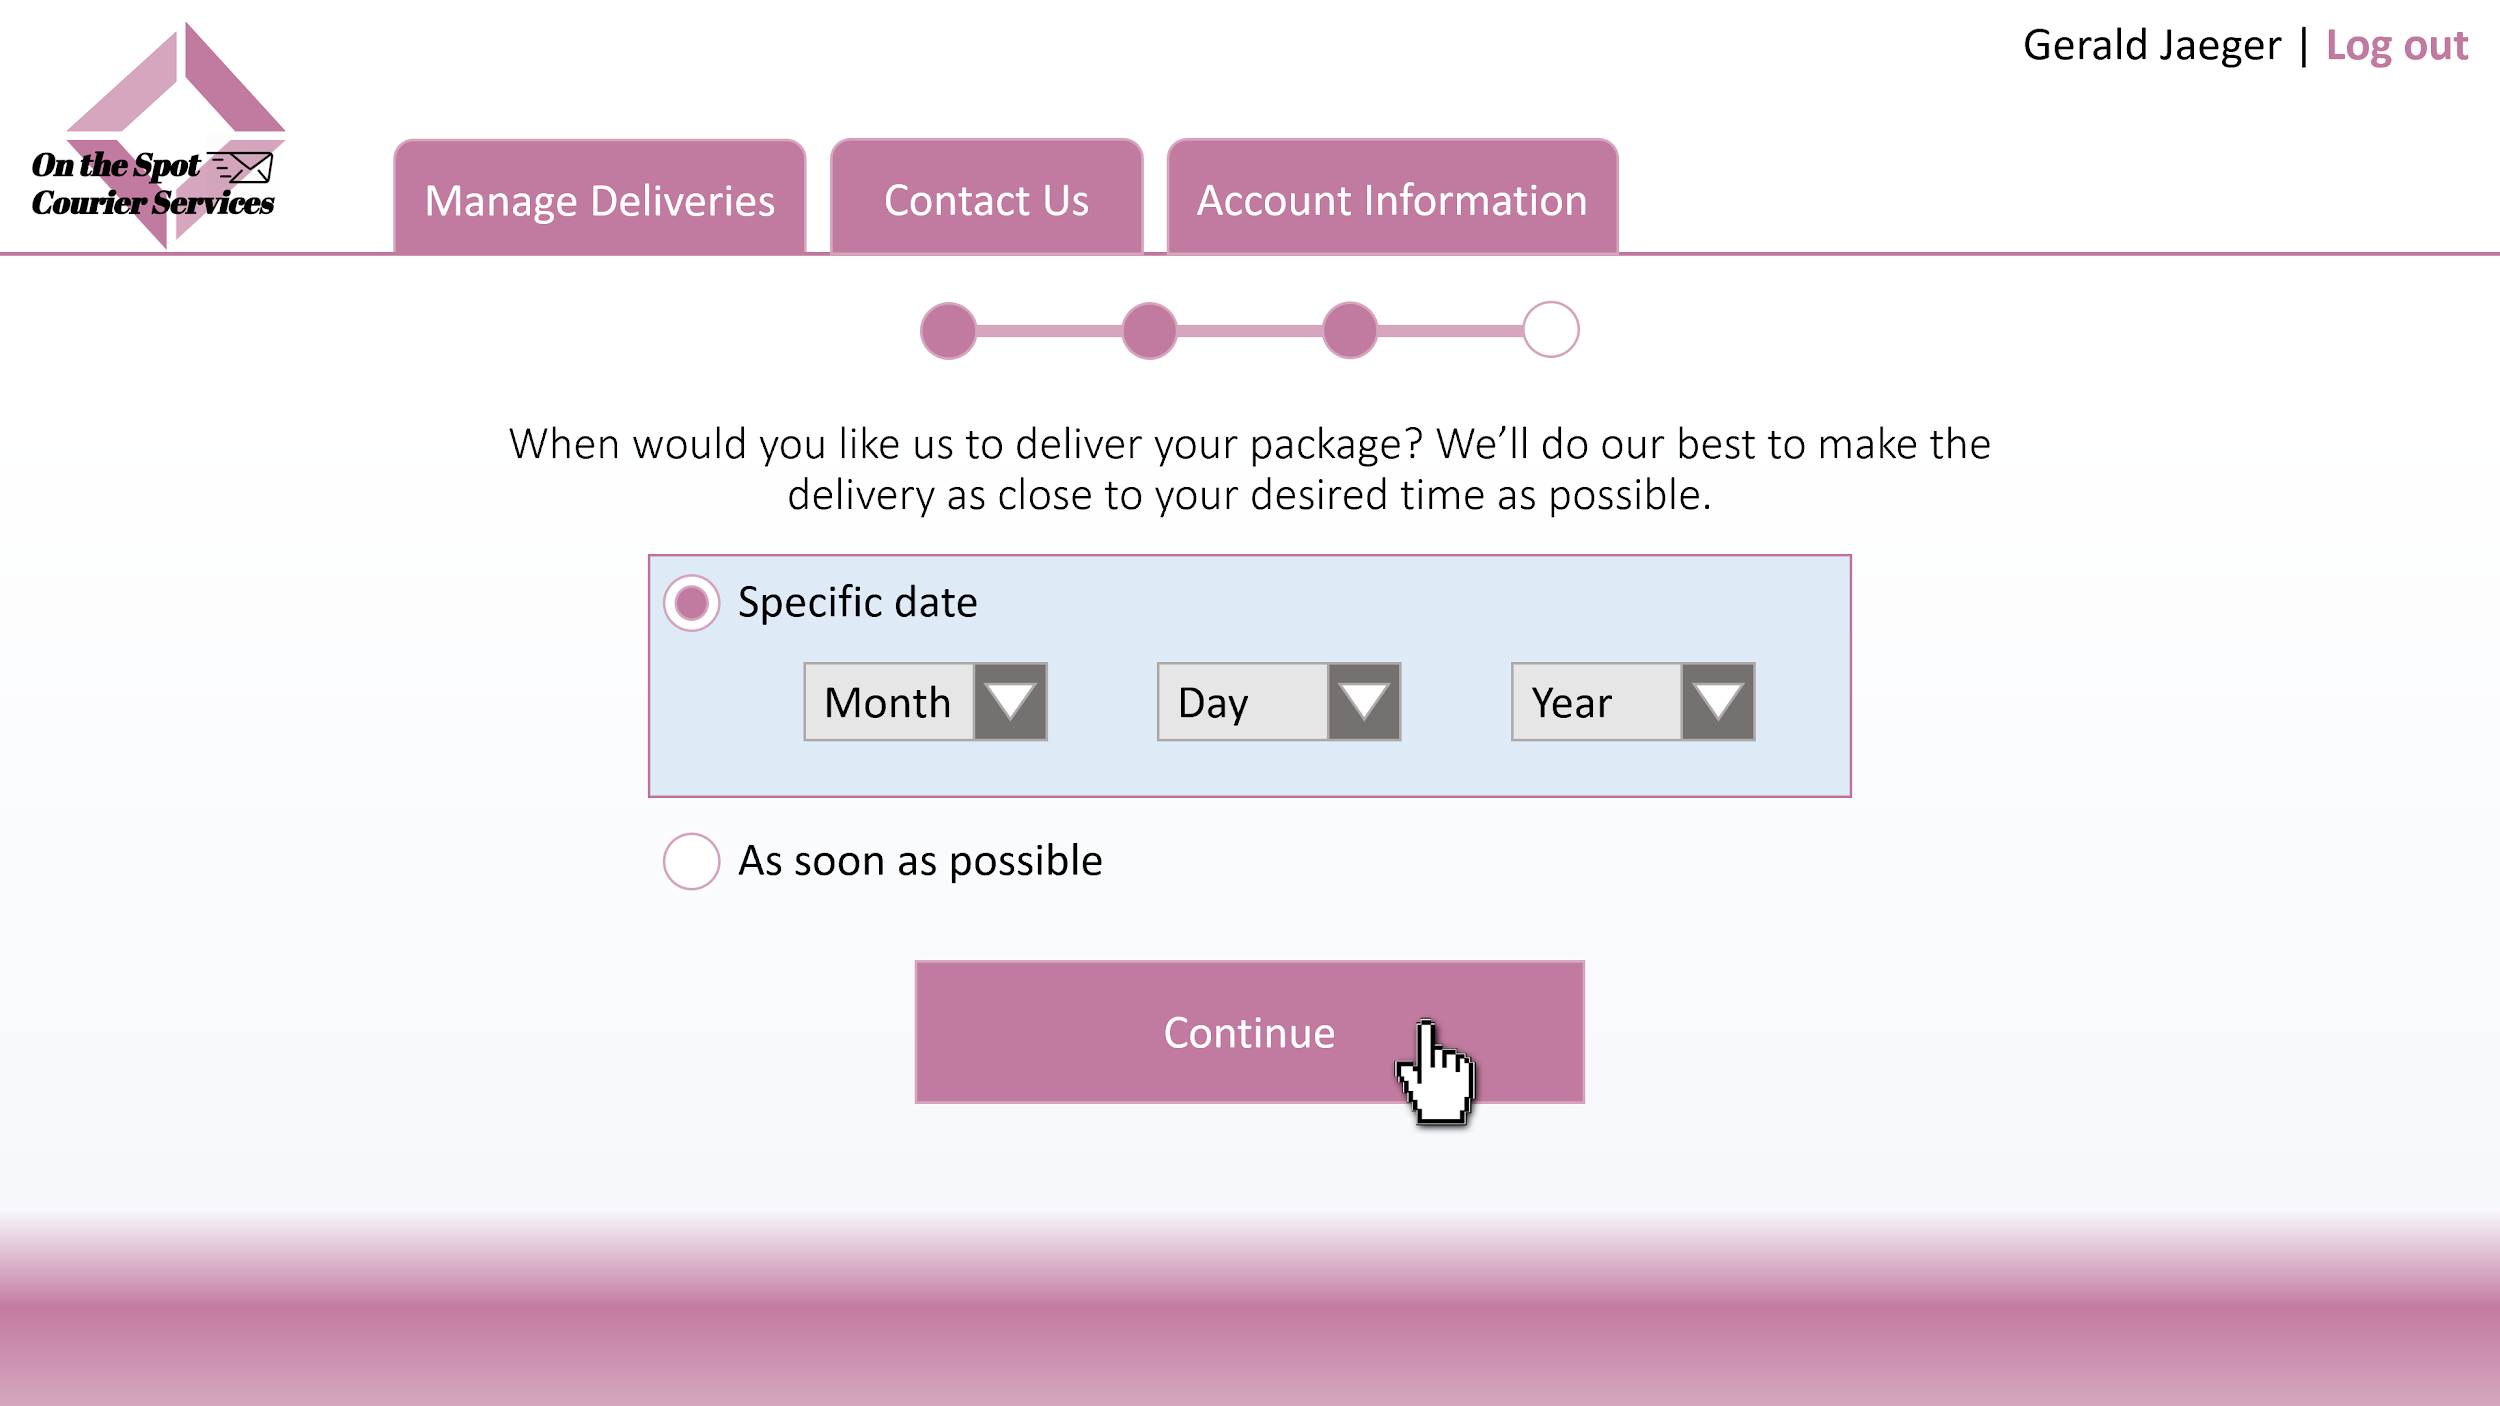 Gerald Jaeger | Log out
On the Spot
Courier Services
Manage Deliveries
Contact Us
Account Information
When would you like us to deliver your package? We’ll do our best to make the
delivery as close to your desired time as possible.
Specific date
Month
Day
Year
As soon as possible
Continue